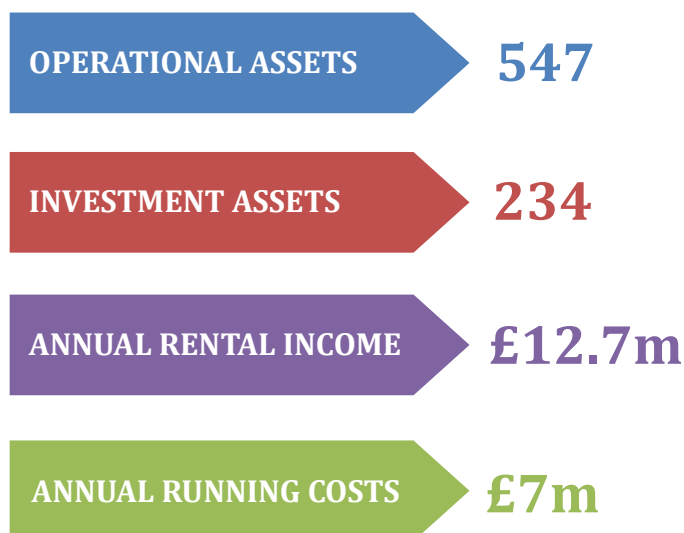 OPERATIONAL ASSETS 547
INVESTMENT ASSETS 234
ANNUAL RENTAL INCOME £12.7m
ANNUAL RUNNING COSTS £7m